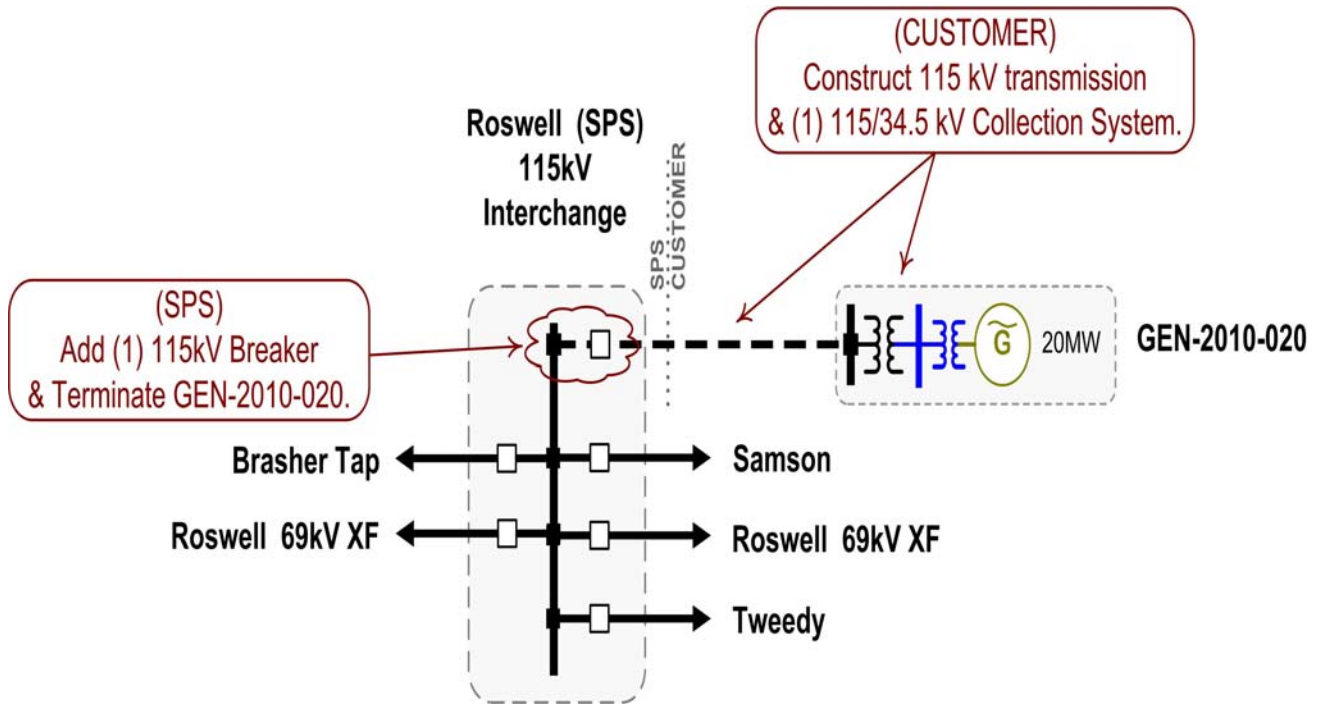 (CUSTOMER)
Construct 115 kV transmission
& (1) 115/34.5 kV Collection System.
Roswell (SPS)
115kV
Interchange
SPS
CUSTOMER
(SPS)
Add (1) 115kV Breaker
& Terminate GEN-2010-020.
G
20MW
GEN-2010-020
Brasher Tap
Samson
Roswell 69kV XF
Roswell 69kV XF
Tweedy